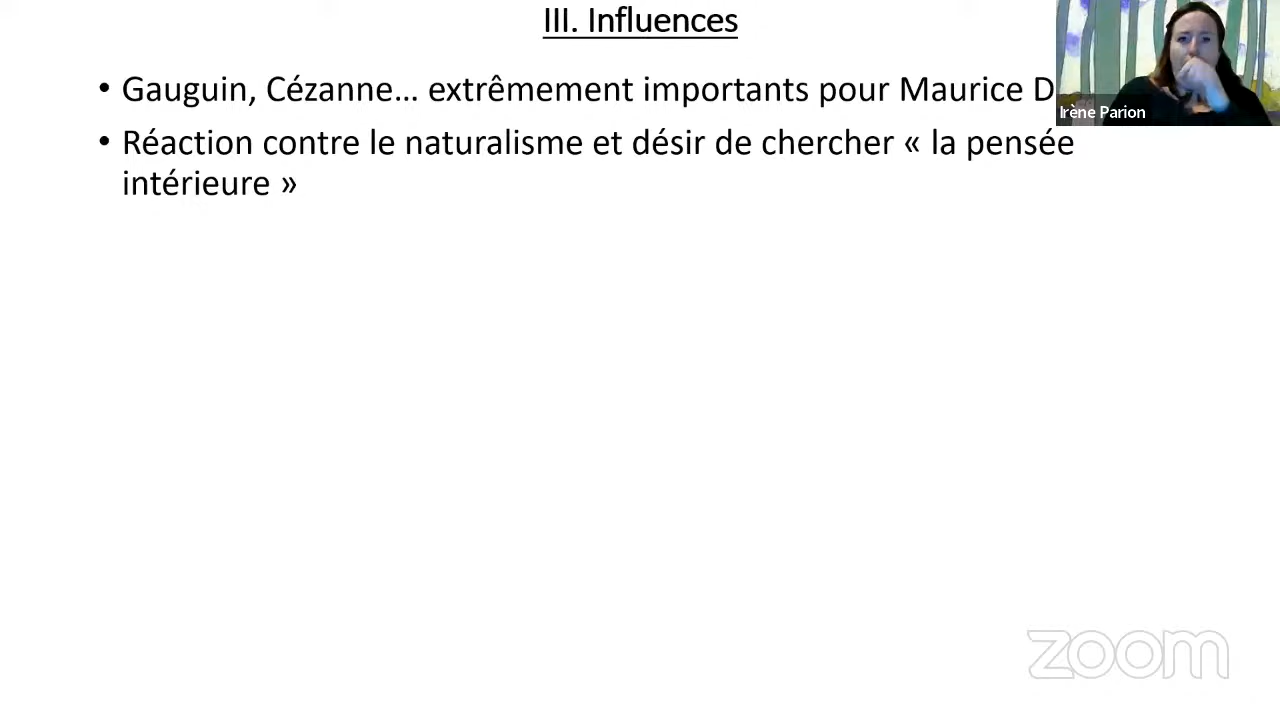 III. Influences
• Gauguin, Cézanne... extrêmement importants pour Maurice D
Irène Parion
• Réaction contre le naturalisme et désir de chercher « la pensée
intérieure »
zoom